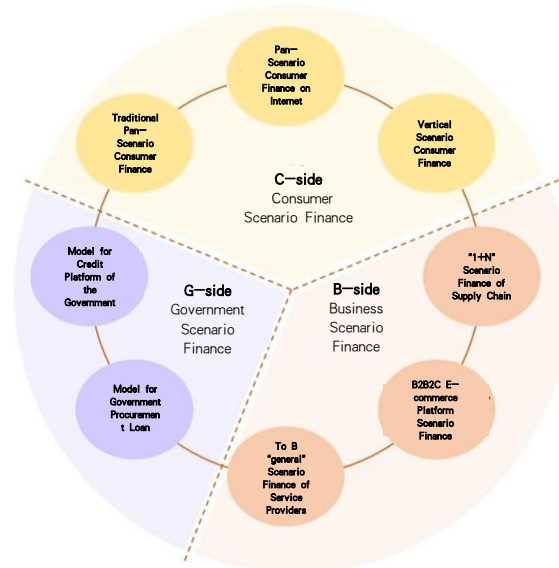 Pan-
Scenario
Consumer
Finance on
Internet
Traditional
Pan-
Scenario
Consumer
Finance
Vertical
Scenario
Consumer
Finance
C-side
Consumer
Scenario Finance
Model for
Credit
Platform of
the
Government
G-side
Government
Scenario
Finance
B-side
Business
Scenario
Finance
"1+N"
Scenario
Finance of
Supply Chain
Model for
Government
Procuremen
t Loan
B2B2C E-
commerce
Platform
Scenario
Finance
To B
"general"
Scenario
Finance of
Service
Providers